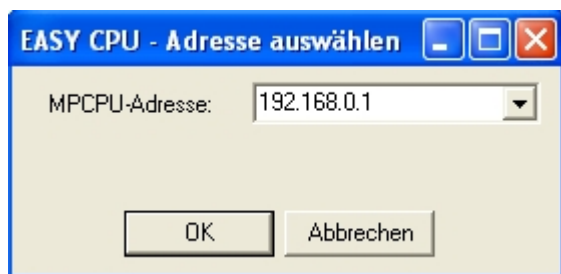 EASY CPU - Adresse auswählen
MPCPU-Adresse: 192.168.0.1
OK Abbrechen